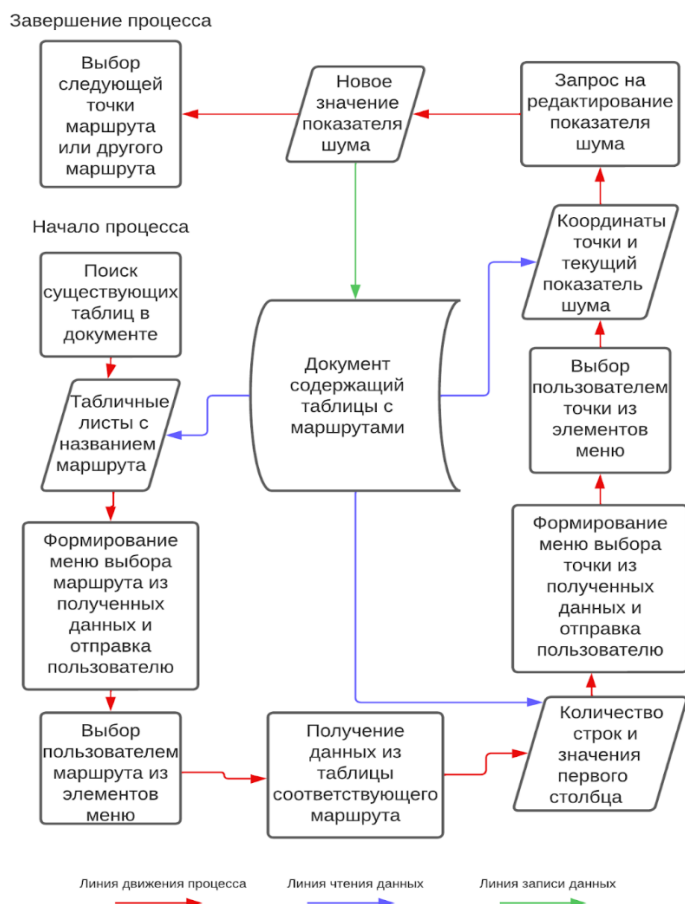 Завершение процесса
Выбор
следующей
точки
маршрута
или другого
маршрута
Новое
значение
показателя
шума
Запрос на
редактирование
показателя
шума
Начало процесса
Поиск
существующих
таблиц в
документе
Координаты
точки и
текущий
показатель
шума
Документ
содержащий
таблицы с
маршрутами
Табличные
листы с
названием
маршрута
Выбор
пользователем
точки из
элементов
меню
Формирование
меню выбора
маршрута из
полученных
данных и
отправка
пользователю
Формирование
меню выбора
точки из
полученных
данных и
отправка
пользователю
Выбор
пользователем
маршрута из
элементов
меню
Получение
данных из
таблицы
соответствующего
маршрута
Количество
строк и
значения
первого
столбца
Линия движения процесса
Линия чтения данных
Линия записи данных